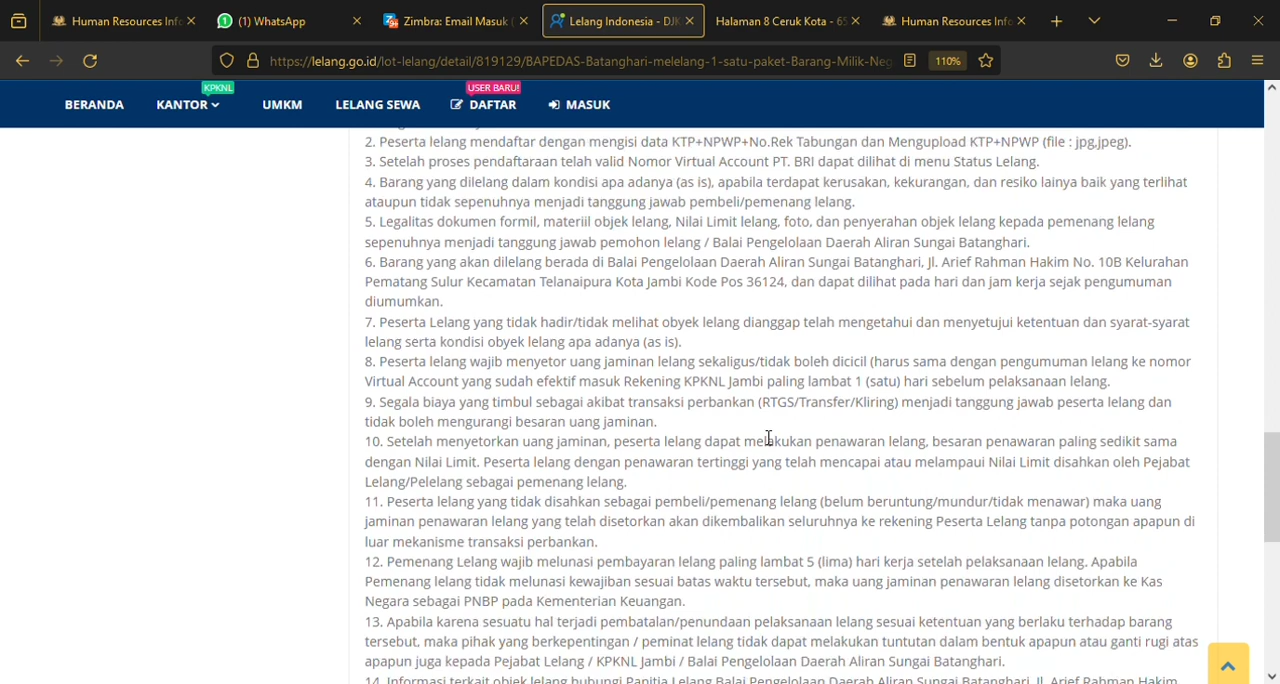 Human Resources Info
(1) WhatsApp
Zimbra: Email Masuk (
Lelang Indonesia - DJK
Halaman 8 Ceruk Kota - 65
Human Resources Info
https://lelang.go.id/lot-lelang/detail/819129/BAPEDAS-Batanghari-melelang-1-satu-paket-Barang-Milik-Neg
110%
KPKNL
USER BARU!
BERANDA
KANTOR
UMKM
LELANG SEWA
DAFTAR
MASUK
2. Peserta lelang mendaftar dengan mengisi data KTP+NPWP+No.Rek Tabungan dan Mengupload KTP+NPWP (file : jpg,jpeg).
3. Setelah proses pendaftaraan telah valid Nomor Virtual Account PT. BRI dapat dilihat di menu Status Lelang.
4. Barang yang dilelang dalam kondisi apa adanya (as is), apabila terdapat kerusakan, kekurangan, dan resiko lainya baik yang terlihat
ataupun tidak sepenuhnya menjadi tanggung jawab pembeli/pemenang lelang.
5. Legalitas dokumen formil, materiil objek lelang, Nilai Limit lelang, foto, dan penyerahan objek lelang kepada pemenang lelang
sepenuhnya menjadi tanggung jawab pemohon lelang / Balai Pengelolaan Daerah Aliran Sungai Batanghari.
6. Barang yang akan dilelang berada di Balai Pengelolaan Daerah Aliran Sungai Batanghari, Jl. Arief Rahman Hakim No. 10B Kelurahan
Pematang Sulur Kecamatan Telanaipura Kota Jambi Kode Pos 36124, dan dapat dilihat pada hari dan jam kerja sejak pengumuman
diumumkan.
7. Peserta Lelang yang tidak hadir/tidak melihat obyek lelang dianggap telah mengetahui dan menyetujui ketentuan dan syarat-syarat
lelang serta kondisi obyek lelang apa adanya (as is).
8. Peserta lelang wajib menyetor uang jaminan lelang sekaligus/tidak boleh dicicil (harus sama dengan pengumuman lelang ke nomor
Virtual Account yang sudah efektif masuk Rekening KPKNL Jambi paling lambat 1 (satu) hari sebelum pelaksanaan lelang.
9. Segala biaya yang timbul sebagai akibat transaksi perbankan (RTGS/Transfer/Kliring) menjadi tanggung jawab peserta lelang dan
tidak boleh mengurangi besaran uang jaminan.
10. Setelah menyetorkan uang jaminan, peserta lelang dapat melakukan penawaran lelang, besaran penawaran paling sedikit sama
dengan Nilai Limit. Peserta lelang dengan penawaran tertinggi yang telah mencapai atau melampaui Nilai Limit disahkan oleh Pejabat
Lelang/Pelelang sebagai pemenang lelang.
11. Peserta lelang yang tidak disahkan sebagai pembeli/pemenang lelang (belum beruntung/mundur/tidak menawar) maka uang
jaminan penawaran lelang yang telah disetorkan akan dikembalikan seluruhnya ke rekening Peserta Lelang tanpa potongan apapun di
luar mekanisme transaksi perbankan.
12. Pemenang Lelang wajib melunasi pembayaran lelang paling lambat 5 (lima) hari kerja setelah pelaksanaan lelang. Apabila
Pemenang lelang tidak melunasi kewajiban sesuai batas waktu tersebut, maka uang jaminan penawaran lelang disetorkan ke Kas
Negara sebagai PNBP pada Kementerian Keuangan.
13. Apabila karena sesuatu hal terjadi pembatalan/penundaan pelaksanaan lelang sesuai ketentuan yang berlaku terhadap barang
tersebut, maka pihak yang berkepentingan / peminat lelang tidak dapat melakukan tuntutan dalam bentuk apapun atau ganti rugi atas
apapun juga kepada Pejabat Lelang / KPKNL Jambi / Balai Pengelolaan Daerah Aliran Sungai Batanghari.
14. Informasi terkait objek lelang hubungi Panitia Lelang Balai Pengelolaan Daerah Aliran Sungai Batanghari, Jl. Arief Rahman Hakim